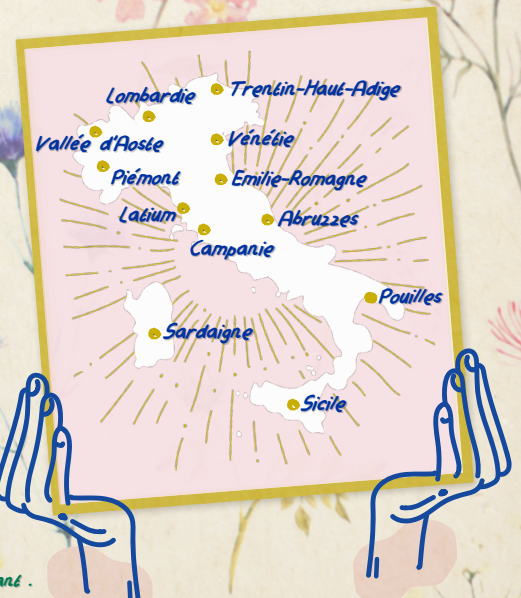 Trentin-Haut-Adige
Lombardie
Vallée d'Aoste
Vénétie
Piémont
Emilie-Romagne
Latium
Abruzzes
Campanie
Pouilles
Sardaigne
Sicile